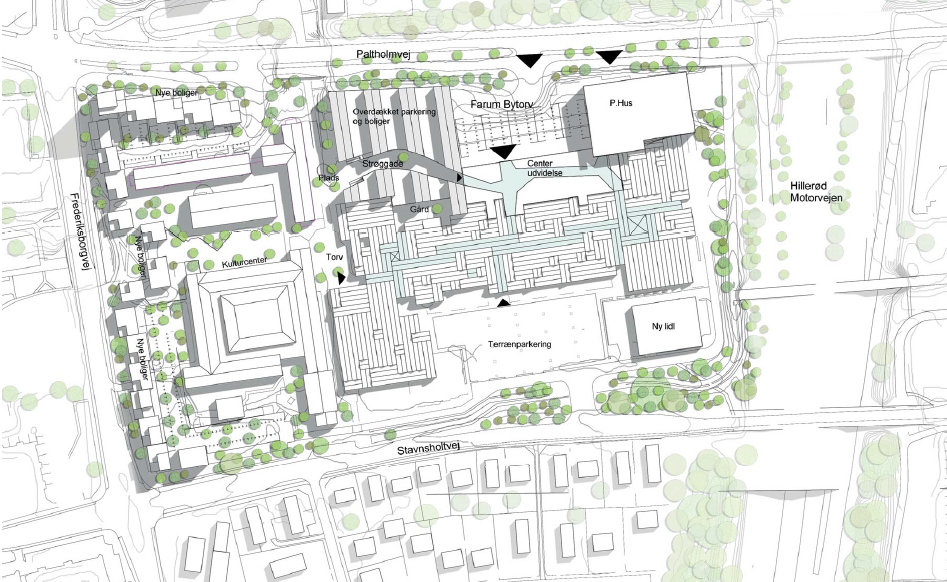 Paltholmvej
Nye boliger
Farum Bytorv
P.Hus
Overdækket parkering
og boliger
Strøggade
Center
udvidelse
Plads
Hillerød
Motorvejen
Gård
Frederiksborgvej
Nye boliger
Torv
Kulturcenter
Ny lidl
Terrænparkering
Nye boliger
Stavnsholtvej